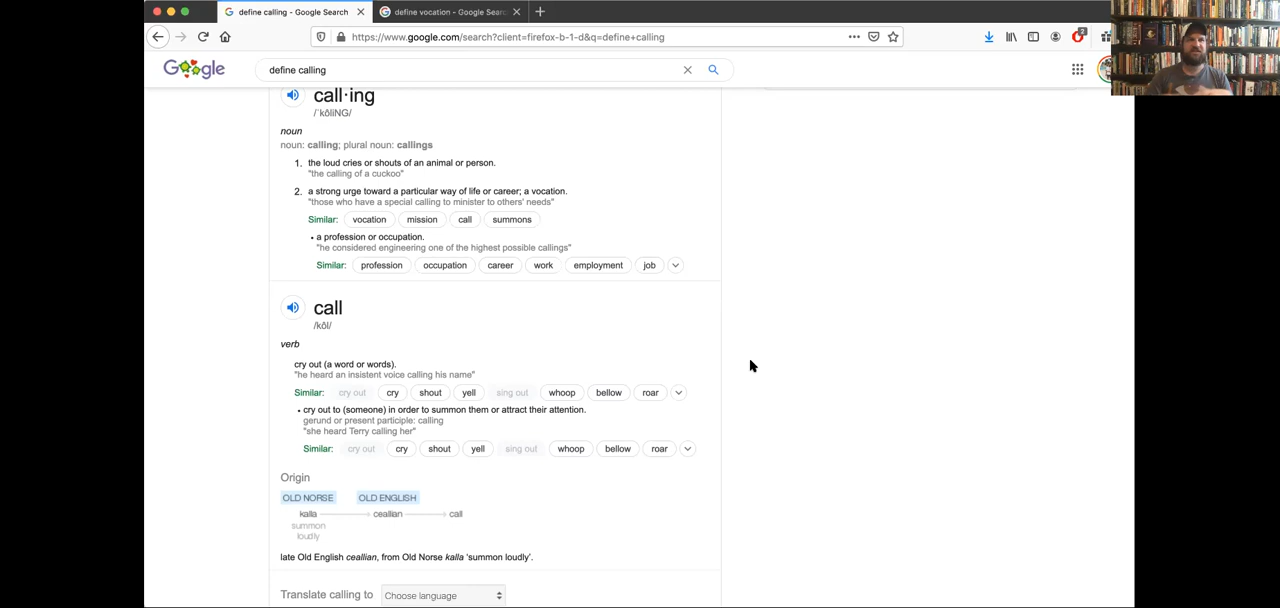 define calling - Google Search
define vocation - Google Sear
https://www.google.com/search?client=firefox-b-1-d&q=define+calling
2
Google
define calling
call·ing
/ˈkôliNG/
noun
noun: calling; plural noun: callings
1. the loud cries or shouts of an animal or person.
"the calling of a cuckoo"
2. a strong urge toward a particular way of life or career; a vocation.
"those who have a special calling to minister to others' needs"
Similar: vocation mission call summons
• a profession or occupation.
"he considered engineering one of the highest possible callings"
Similar: profession occupation career work employment job
call
/kôl/
verb
cry out (a word or words).
"he heard an insistent voice calling his name"
Similar: cry out cry shout yell sing out whoop bellow roar
• cry out to (someone) in order to summon them or attract their attention.
gerund or present participle: calling
"she heard Terry calling her"
Similar: cry out cry shout yell sing out whoop bellow roar
Origin
OLD NORSE OLD ENGLISH
kalla ceallian call
summon
loudly
late Old English ceallian, from Old Norse kalla ‘summon loudly’.
Translate calling to Choose language